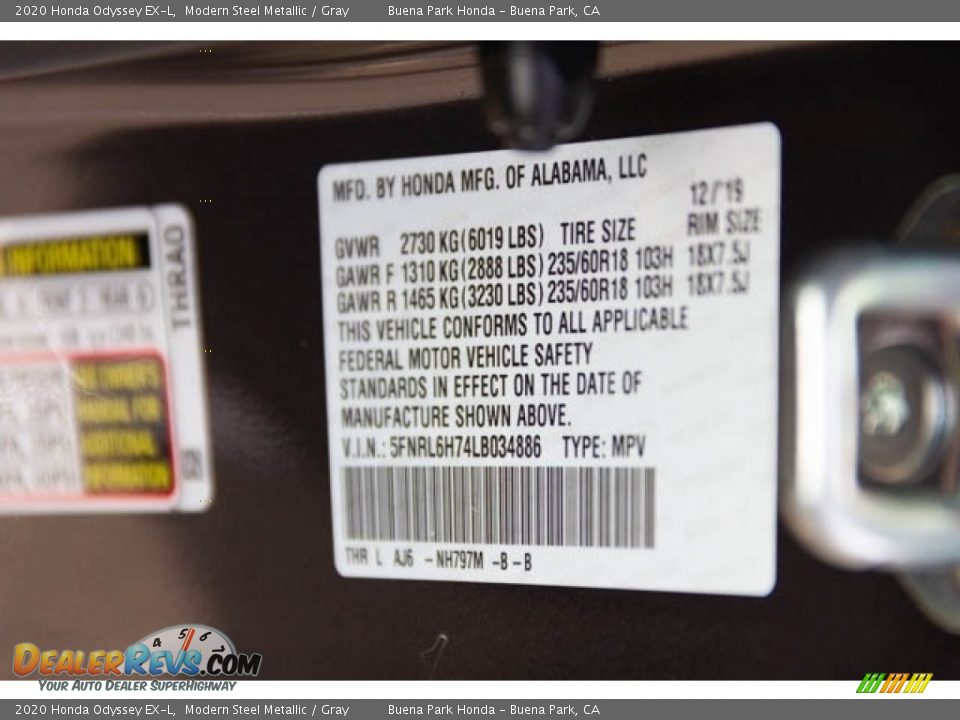 2020 Honda Odyssey EX-L, Modern Steel Metallic / Gray Buena Park Honda - Buena Park, CA
INFORMATION
THRA0
MFD. BY HONDA MFG. OF ALABAMA, LLC
12/'19
GVWR 2730 KG(6019 LBS) TIRE SIZE RIM SIZE
GAWR F 1310 KG(2888 LBS) 235/60R18 103H 18X7.5J
GAWR R 1465 KG(3230 LBS) 235/60R18 103H 18X7.5J
THIS VEHICLE CONFORMS TO ALL APPLICABLE
FEDERAL MOTOR VEHICLE SAFETY
STANDARDS IN EFFECT ON THE DATE OF
MANUFACTURE SHOWN ABOVE.
V.I.N.: 5FNRL6H74LB034886 TYPE: MPV
THR L AJ6 -NH797M -B-B
4 5 6
DEALERREVS.COM
YOUR AUTO DEALER SUPERHIGHWAY
2020 Honda Odyssey EX-L, Modern Steel Metallic / Gray Buena Park Honda - Buena Park, CA